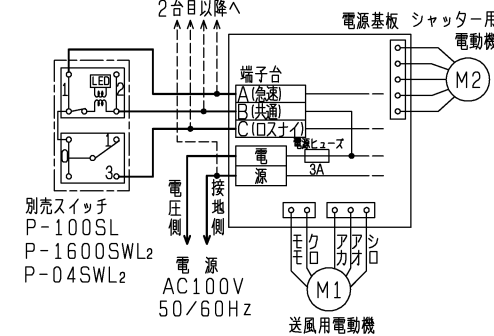 2台目以降へ
電源基板
シャッター用
電動機
M2
LED
1
2
1
3
端子台
A(急速)
B(共通)
C(ロスナイ)
電
源
電源ヒューズ
3A
電圧側
接地側
別売スイッチ
P-100SL
P-1600SWL2
P-04SWL2
電 源
AC100V
50/60Hz
モモ
クロ
アカ
アオ
シロ
M1
送風用電動機